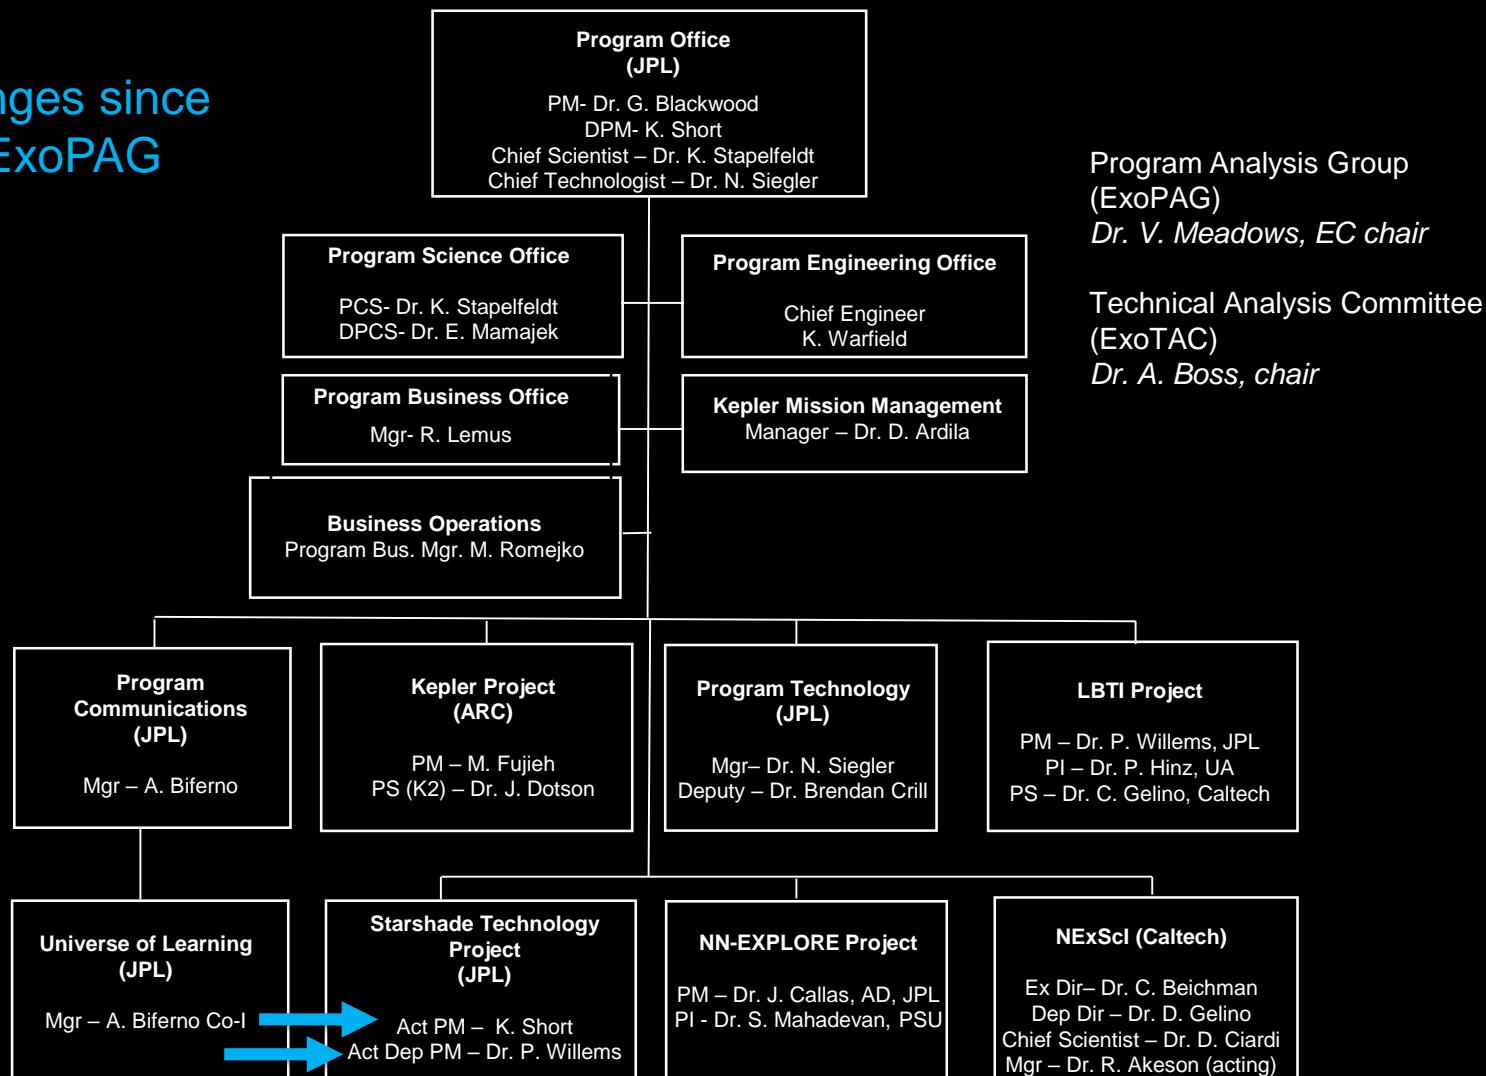 Program Office
(JPL)
PM- Dr. G. Blackwood
DPM- K. Short
Chief Scientist – Dr. K. Stapelfeldt
Chief Technologist – Dr. N. Siegler
nges since
ExoPAG
Program Analysis Group
(ExoPAG)
Dr. V. Meadows, EC chair
Technical Analysis Committee
(ExoTAC)
Dr. A. Boss, chair
Program Science Office
PCS- Dr. K. Stapelfeldt
DPCS- Dr. E. Mamajek
Program Engineering Office
Chief Engineer
K. Warfield
Program Business Office
Mgr- R. Lemus
Kepler Mission Management
Manager – Dr. D. Ardila
Business Operations
Program Bus. Mgr. M. Romejko
Program
Communications
(JPL)
Mgr – A. Biferno
Kepler Project
(ARC)
PM – M. Fujieh
PS (K2) – Dr. J. Dotson
Program Technology
(JPL)
Mgr– Dr. N. Siegler
Deputy – Dr. Brendan Crill
LBTI Project
PM – Dr. P. Willems, JPL
PI – Dr. P. Hinz, UA
PS – Dr. C. Gelino, Caltech
Universe of Learning
(JPL)
Mgr – A. Biferno Co-I
Starshade Technology
Project
(JPL)
Act PM – K. Short
Act Dep PM – Dr. P. Willems
NN-EXPLORE Project
PM – Dr. J. Callas, AD, JPL
PI - Dr. S. Mahadevan, PSU
NExScI (Caltech)
Ex Dir– Dr. C. Beichman
Dep Dir – Dr. D. Gelino
Chief Scientist – Dr. D. Ciardi
Mgr – Dr. R. Akeson (acting)